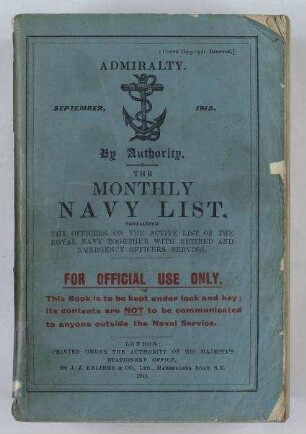 [Crown Copyright Reserved.]
ADMIRALTY.
SEPTEMBER, 1915.
By Authority.
THE
MONTHLY
NAVY LIST,
CONTAINING
THE OFFICERS ON THE ACTIVE LIST OF THE
ROYAL NAVY TOGETHER WITH RETIRED AND
EMERGENCY OFFICERS SERVING.
FOR OFFICIAL USE ONLY.
This Book is to be kept under lock and key;
its contents are NOT to be communicated
to anyone outside the Naval Service.
LONDON:
PRINTED UNDER THE AUTHORITY OF HIS MAJESTY'S
STATIONERY OFFICE,
BY J. J. KELIHER & CO., LTD., MARSHALSEA ROAD, S.E.
1915.